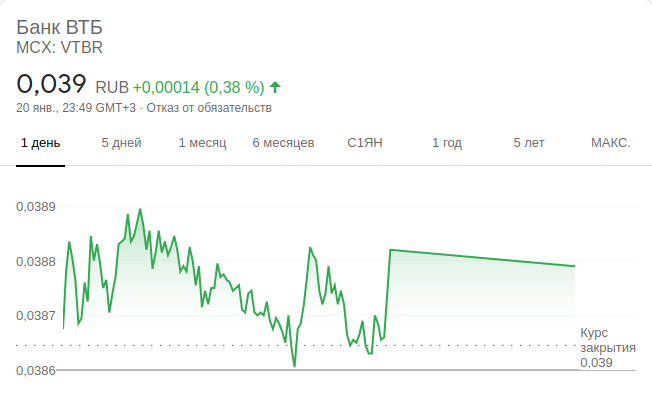 Банк ВТБ
MCX: VTBR
0,039 RUB +0,00014 (0,38 %)
20 янв., 23:49 GMT+3 · Отказ от обязательств
1 день 5 дней 1 месяц 6 месяцев С1ЯН 1 год 5 лет МАКС.
0,0389
0,0388
0,0387
0,0386
Курс
закрытия
0,039